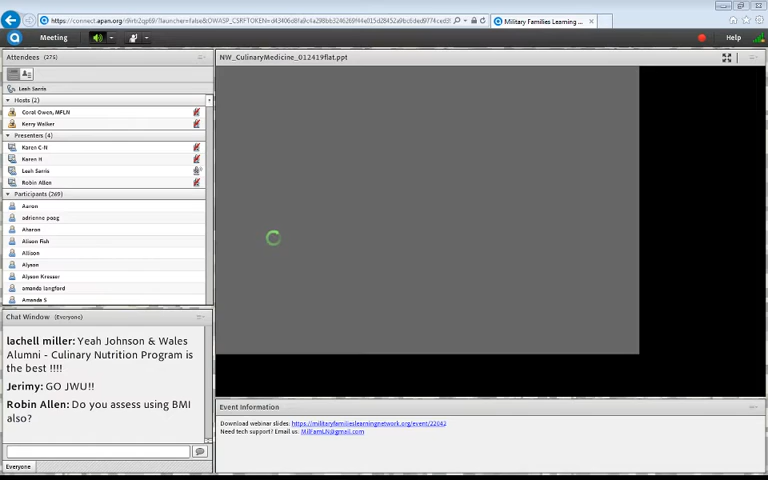 Military Families Learning ...
Meeting
Help
Attendees (275)
Leah Sarris
Hosts (2)
Coral Owen, MFLN
Kerry Walker
Presenters (4)
Karen C-N
Karen H
Leah Sarris
Robin Allen
Participants (269)
Aaron
adrienne poag
Aharon
Alison Fish
Allison
Alyson
Alyson Kresser
amanda langford
Amanda S
NW_CulinaryMedicine_012419flat.ppt
Chat Window (Everyone)
lachell miller: Yeah Johnson & Wales
Alumni - Culinary Nutrition Program is
the best !!!!
Jerimy: GO JWU!!
Robin Allen: Do you assess using BMI
also?
Everyone
Event Information
Download webinar slides: https://militaryfamilieslearningnetwork.org/event/22042
Need tech support? Email us: MilFamLN@gmail.com